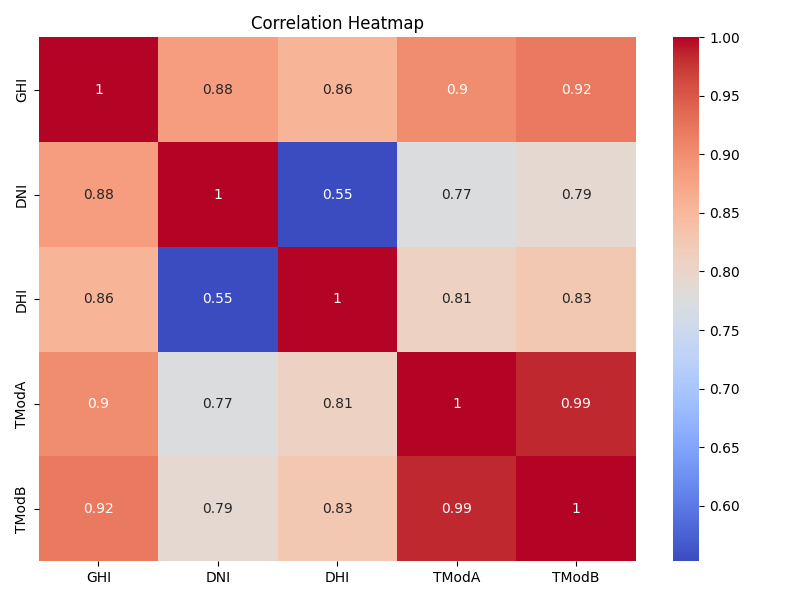 Correlation Heatmap
GHI 1 0.88 0.86 0.9 0.92
DNI 0.88 1 0.55 0.77 0.79
DHI 0.86 0.55 1 0.81 0.83
TModA 0.9 0.77 0.81 1 0.99
TModB 0.92 0.79 0.83 0.99 1
GHI DNI DHI TModA TModB
1.00
0.95
0.90
0.85
0.80
0.75
0.70
0.65
0.60